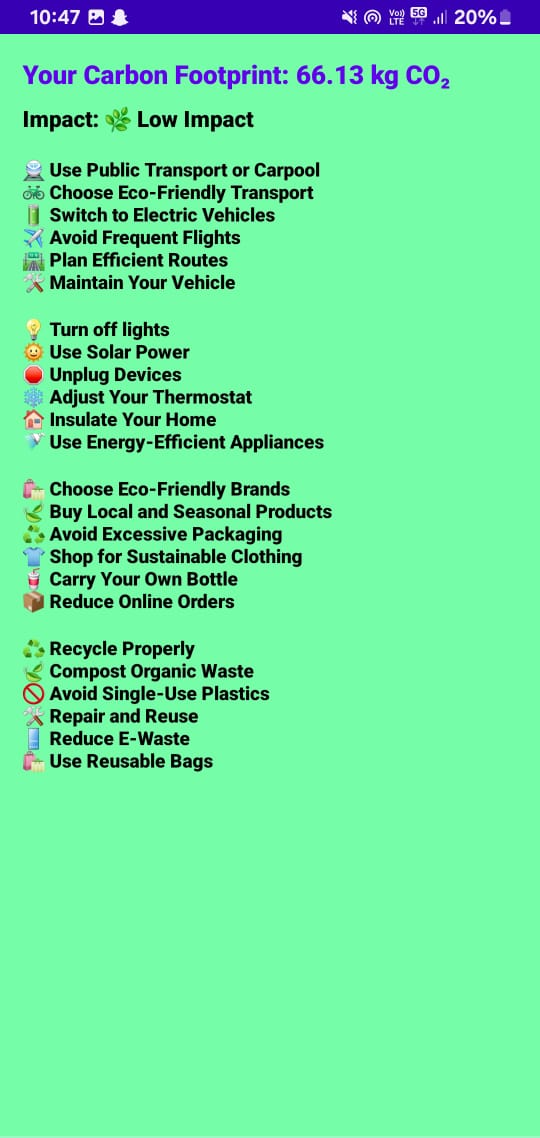 10:47 Vo)) LTE 5G 20%
Your Carbon Footprint: 66.13 kg CO₂
Impact: 🌿 Low Impact
🚊 Use Public Transport or Carpool
🚲 Choose Eco-Friendly Transport
🔋 Switch to Electric Vehicles
✈️ Avoid Frequent Flights
🛣️ Plan Efficient Routes
🛠️ Maintain Your Vehicle
💡 Turn off lights
🌞 Use Solar Power
🛑 Unplug Devices
❄️ Adjust Your Thermostat
🏠 Insulate Your Home
Use Energy-Efficient Appliances
🛍️ Choose Eco-Friendly Brands
🌿 Buy Local and Seasonal Products
♻️ Avoid Excessive Packaging
👕 Shop for Sustainable Clothing
🥤 Carry Your Own Bottle
📦 Reduce Online Orders
♻️ Recycle Properly
🌿 Compost Organic Waste
🚫 Avoid Single-Use Plastics
🛠️ Repair and Reuse
📱 Reduce E-Waste
🛍️ Use Reusable Bags